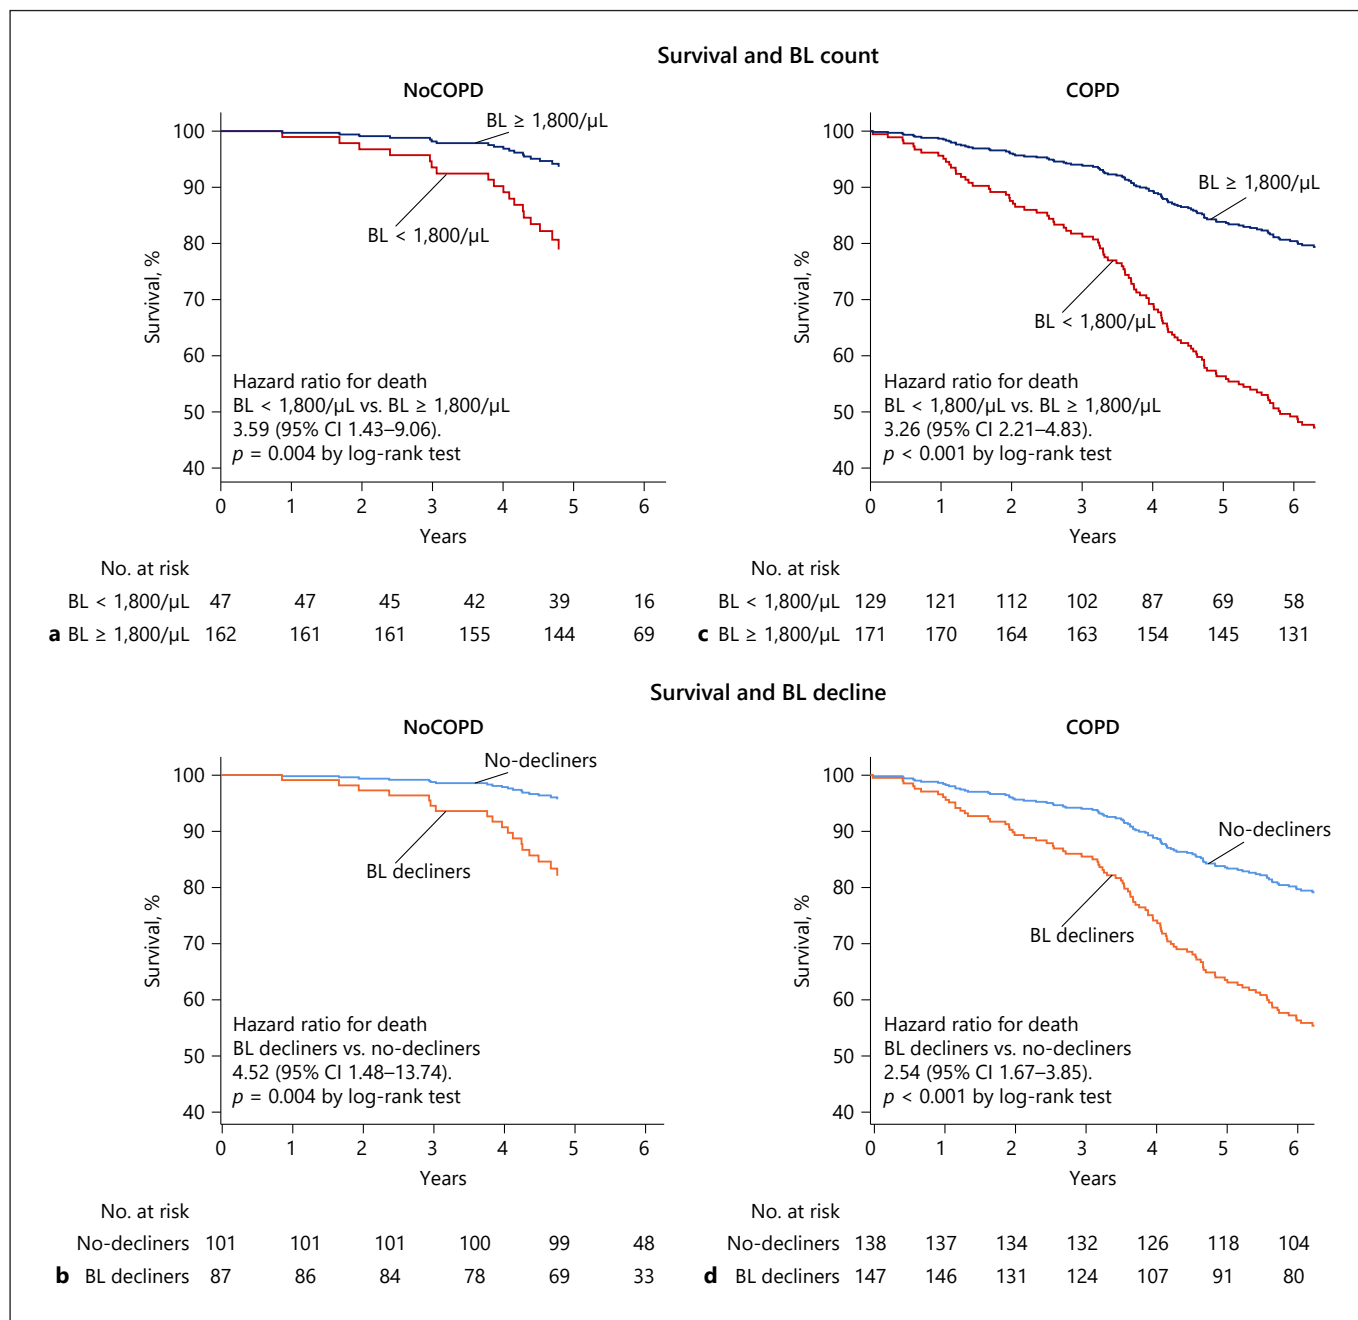 Survival and BL count
NoCOPD
Survival, %
100
90
80
70
60
50
40
BL ≥ 1,800/µL
BL < 1,800/µL
Hazard ratio for death
BL < 1,800/µL vs. BL ≥ 1,800/µL
3.59 (95% CI 1.43–9.06).
p = 0.004 by log-rank test
0 1 2 3 4 5 6
Years
No. at risk
BL < 1,800/µL 47 47 45 42 39 16
a BL ≥ 1,800/µL 162 161 161 155 144 69
COPD
Survival, %
100
90
80
70
60
50
40
BL ≥ 1,800/µL
BL < 1,800/µL
Hazard ratio for death
BL < 1,800/µL vs. BL ≥ 1,800/µL
3.26 (95% CI 2.21–4.83).
p < 0.001 by log-rank test
0 1 2 3 4 5 6
Years
No. at risk
BL < 1,800/µL 129 121 112 102 87 69 58
c BL ≥ 1,800/µL 171 170 164 163 154 145 131
Survival and BL decline
NoCOPD
Survival, %
100
90
80
70
60
50
40
No-decliners
BL decliners
Hazard ratio for death
BL decliners vs. no-decliners
4.52 (95% CI 1.48–13.74).
p = 0.004 by log-rank test
0 1 2 3 4 5 6
Years
No. at risk
No-decliners 101 101 101 100 99 48
b BL decliners 87 86 84 78 69 33
COPD
Survival, %
100
90
80
70
60
50
40
No-decliners
BL decliners
Hazard ratio for death
BL decliners vs. no-decliners
2.54 (95% CI 1.67–3.85).
p < 0.001 by log-rank test
0 1 2 3 4 5 6
Years
No. at risk
No-decliners 138 137 134 132 126 118 104
d BL decliners 147 146 131 124 107 91 80